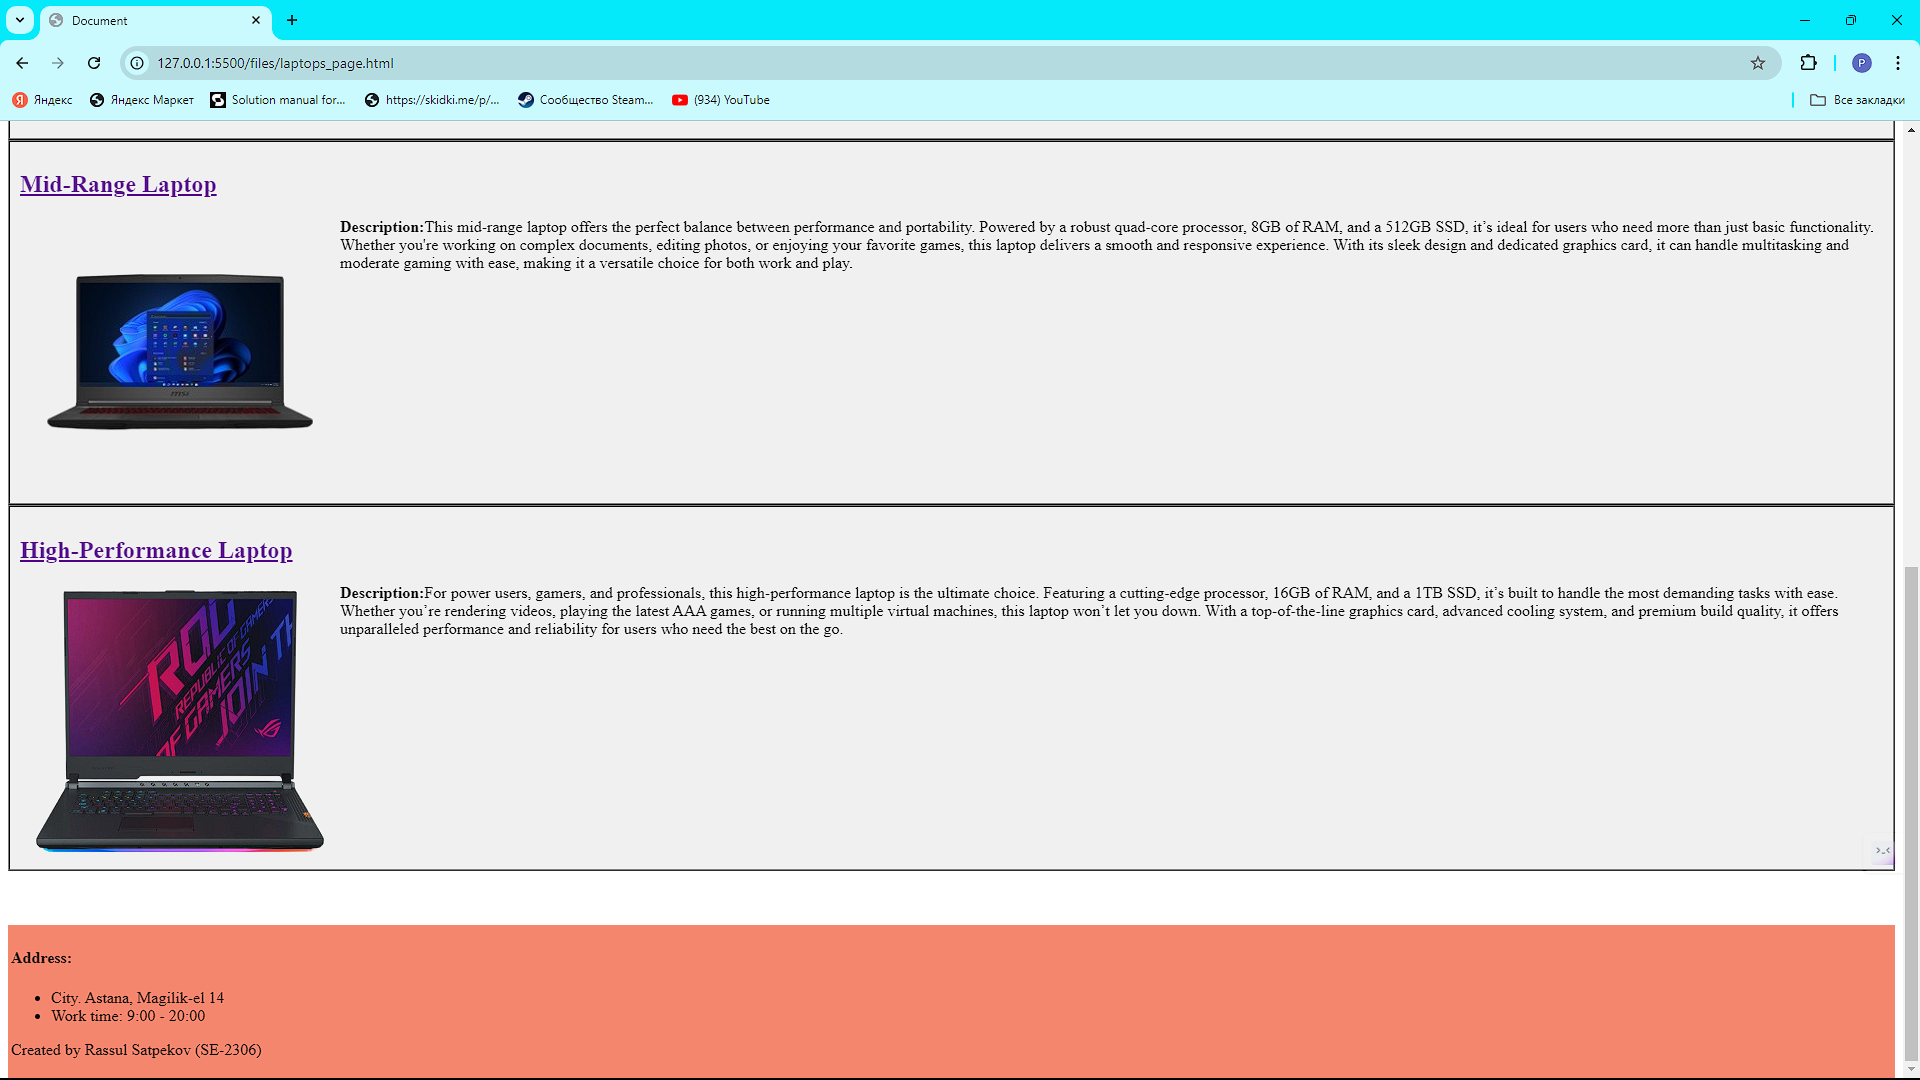 Document
127.0.0.1:5500/files/laptops_page.html
P
Яндекс
Яндекс Маркет
Solution manual for...
https://skidki.me/p/...
Сообщество Steam...
(934) YouTube
Все закладки
Mid-Range Laptop
Description:This mid-range laptop offers the perfect balance between performance and portability. Powered by a robust quad-core processor, 8GB of RAM, and a 512GB SSD, it’s ideal for users who need more than just basic functionality.
Whether you're working on complex documents, editing photos, or enjoying your favorite games, this laptop delivers a smooth and responsive experience. With its sleek design and dedicated graphics card, it can handle multitasking and
moderate gaming with ease, making it a versatile choice for both work and play.
msi
High-Performance Laptop
Description:For power users, gamers, and professionals, this high-performance laptop is the ultimate choice. Featuring a cutting-edge processor, 16GB of RAM, and a 1TB SSD, it’s built to handle the most demanding tasks with ease.
Whether you’re rendering videos, playing the latest AAA games, or running multiple virtual machines, this laptop won’t let you down. With a top-of-the-line graphics card, advanced cooling system, and premium build quality, it offers
unparalleled performance and reliability for users who need the best on the go.
REPUBLIC OF GAMERS
JOIN TH
OF GAMERS
>_<
Address:
City. Astana, Magilik-el 14
Work time: 9:00 - 20:00
Created by Rassul Satpekov (SE-2306)